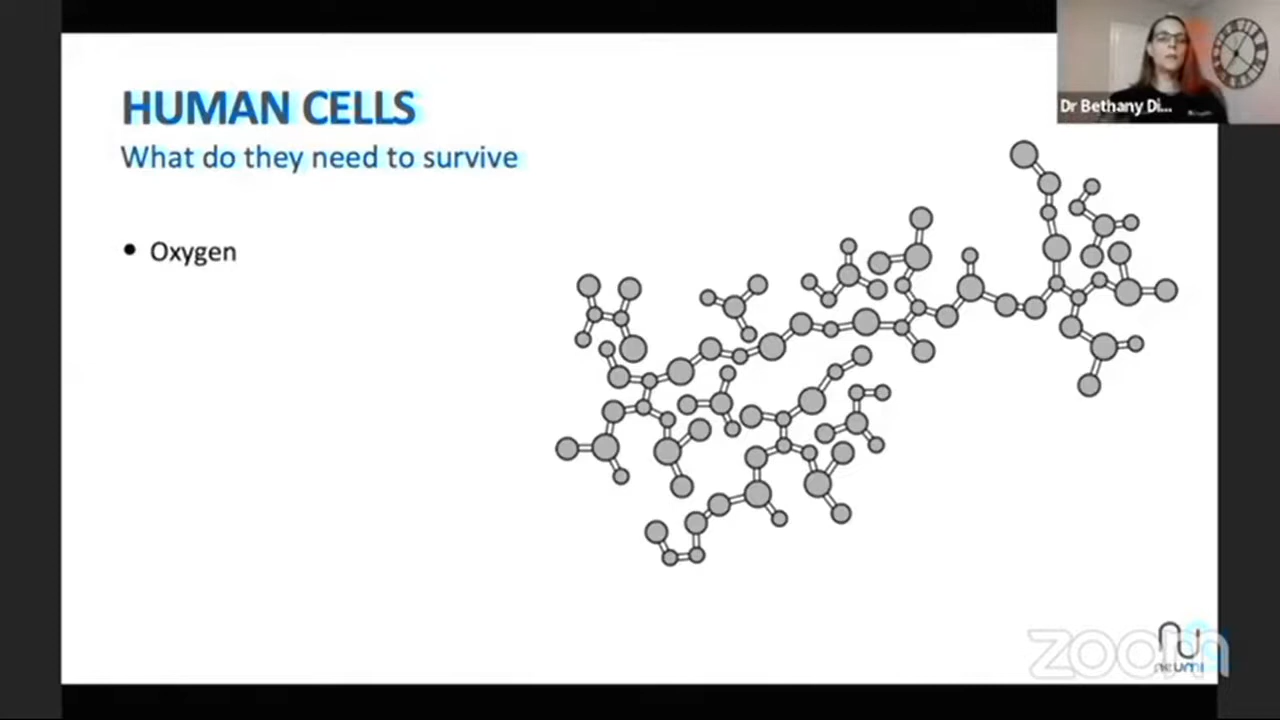 HUMAN CELLS
What do they need to survive
• Oxygen
Dr Bethany Di...
zoom
neumi